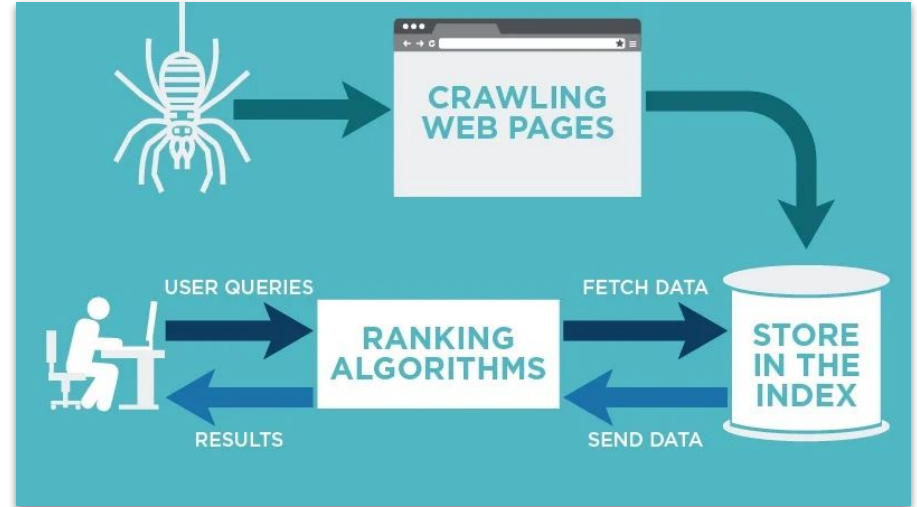 CRAWLING
WEB PAGES
USER QUERIES
FETCH DATA
RANKING
ALGORITHMS
STORE
IN THE
INDEX
RESULTS
SEND DATA